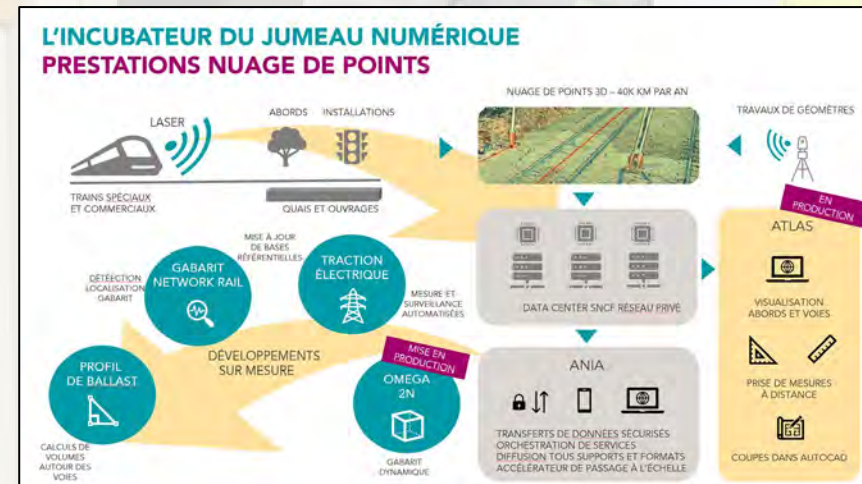 L'INCUBATEUR DU JUMEAU NUMÉRIQUE
PRESTATIONS NUAGE DE POINTS
LASER
ABORDS
INSTALLATIONS
TRAINS SPÉCIAUX
ET COMMERCIAUX
QUAIS ET OUVRAGES
NUAGE DE POINTS 3D – 40K KM PAR AN
TRAVAUX DE GÉOMÈTRES
DATA CENTER SNCF RÉSEAU PRIVÉ
EN
PRODUCTION
ATLAS
VISUALISATION
ABORDS ET VOIES
PRISE DE MESURES
À DISTANCE
COUPES DANS AUTOCAD
ANIA
TRANSFERTS DE DONNÉES SÉCURISÉS
ORCHESTRATION DE SERVICES
DIFFUSION TOUS SUPPORTS ET FORMATS
ACCÉLÉRATEUR DE PASSAGE À L'ÉCHELLE
MISE À JOUR
DE BASES
RÉFÉRENTIELLES
TRACTION
ÉLECTRIQUE
MESURE ET
SURVEILLANCE
AUTOMATISÉES
DÉTÉECTION
LOCALISATION
GABARIT
GABARIT
NETWORK RAIL
DÉVELOPPEMENTS
SUR MESURE
MISE EN
PRODUCTION
OMEGA
2N
GABARIT
DYNAMIQUE
PROFIL
DE BALLAST
CALCULS DE
VOLUMES
AUTOUR DES
VOIES